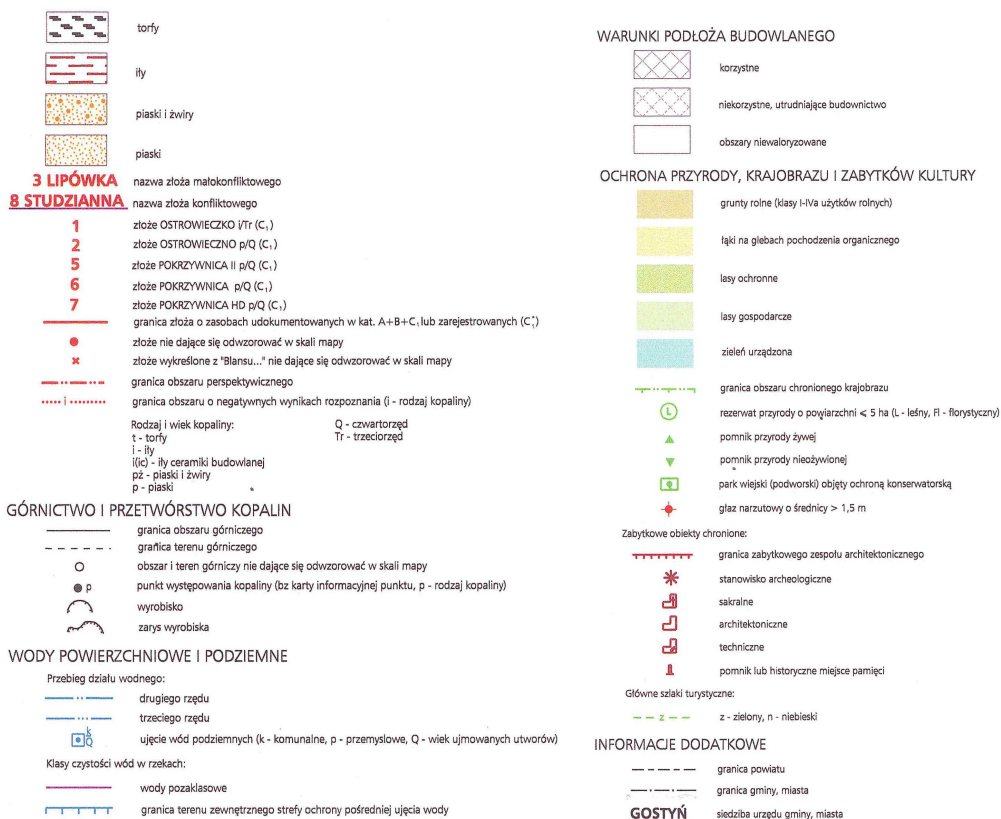 torfy
iły
piaski i żwiry
piaski
3 LIPÓWKA nazwa złoża małokonfliktowego
8 STUDZIANNA nazwa złoża konfliktowego
1 złoże OSTROWIECZKO i/Tr (C₁)
2 złoże OSTROWIECZNO p/Q (C₁)
5 złoże POKRZYWNICA II p/Q (C₁)
6 złoże POKRZYWNICA p/Q (C₁)
7 złoże POKRZYWNICA HD p/Q (C₁)
granica złoża o zasobach udokumentowanych w kat. A+B+C₁ lub zarejestrowanych (C₁*)
złoże nie dające się odwzorować w skali mapy
złoże wykreślone z "Blansu..." nie dające się odwzorować w skali mapy
granica obszaru perspektywicznego
i granica obszaru o negatywnych wynikach rozpoznania (i - rodzaj kopaliny)
Rodzaj i wiek kopaliny:
t - torfy
i - iły
i(ic) - iły ceramiki budowlanej
pż - piaski i żwiry
p - piaski
Q - czwartorzęd
Tr - trzeciorzęd
GÓRNICTWO I PRZETWÓRSTWO KOPALIN
granica obszaru górniczego
granica terenu górniczego
obszar i teren górniczy nie dające się odwzorować w skali mapy
p punkt występowania kopaliny (bz karty informacyjnej punktu, p - rodzaj kopaliny)
wyrobisko
zarys wyrobiska
WODY POWIERZCHNIOWE I PODZIEMNE
Przebieg działu wodnego:
drugiego rzędu
trzeciego rzędu
k
Q
ujęcie wód podziemnych (k - komunalne, p - przemyslowe, Q - wiek ujmowanych utworów)
Klasy czystości wód w rzekach:
wody pozaklasowe
granica terenu zewnętrznego strefy ochrony pośredniej ujęcia wody
WARUNKI PODŁOŻA BUDOWLANEGO
korzystne
niekorzystne, utrudniające budownictwo
obszary niewaloryzowane
OCHRONA PRZYRODY, KRAJOBRAZU I ZABYTKÓW KULTURY
grunty rolne (klasy I-IVa użytków rolnych)
łąki na glebach pochodzenia organicznego
lasy ochronne
lasy gospodarcze
zieleń urządzona
granica obszaru chronionego krajobrazu
L rezerwat przyrody o powiarzchni ⩽ 5 ha (L - leśny, Fl - florystyczny)
pomnik przyrody żywej
pomnik przyrody nieożywionej
park wiejski (podworski) objęty ochroną konserwatorską
głaz narzutowy o średnicy > 1,5 m
Zabytkowe obiekty chronione:
granica zabytkowego zespołu architektonicznego
stanowisko archeologiczne
sakralne
architektoniczne
techniczne
pomnik lub historyczne miejsce pamięci
Główne szlaki turystyczne:
z z - zielony, n - niebieski
INFORMACJE DODATKOWE
granica powiatu
granica gminy, miasta
GOSTYŃ siedziba urzędu gminy, miasta